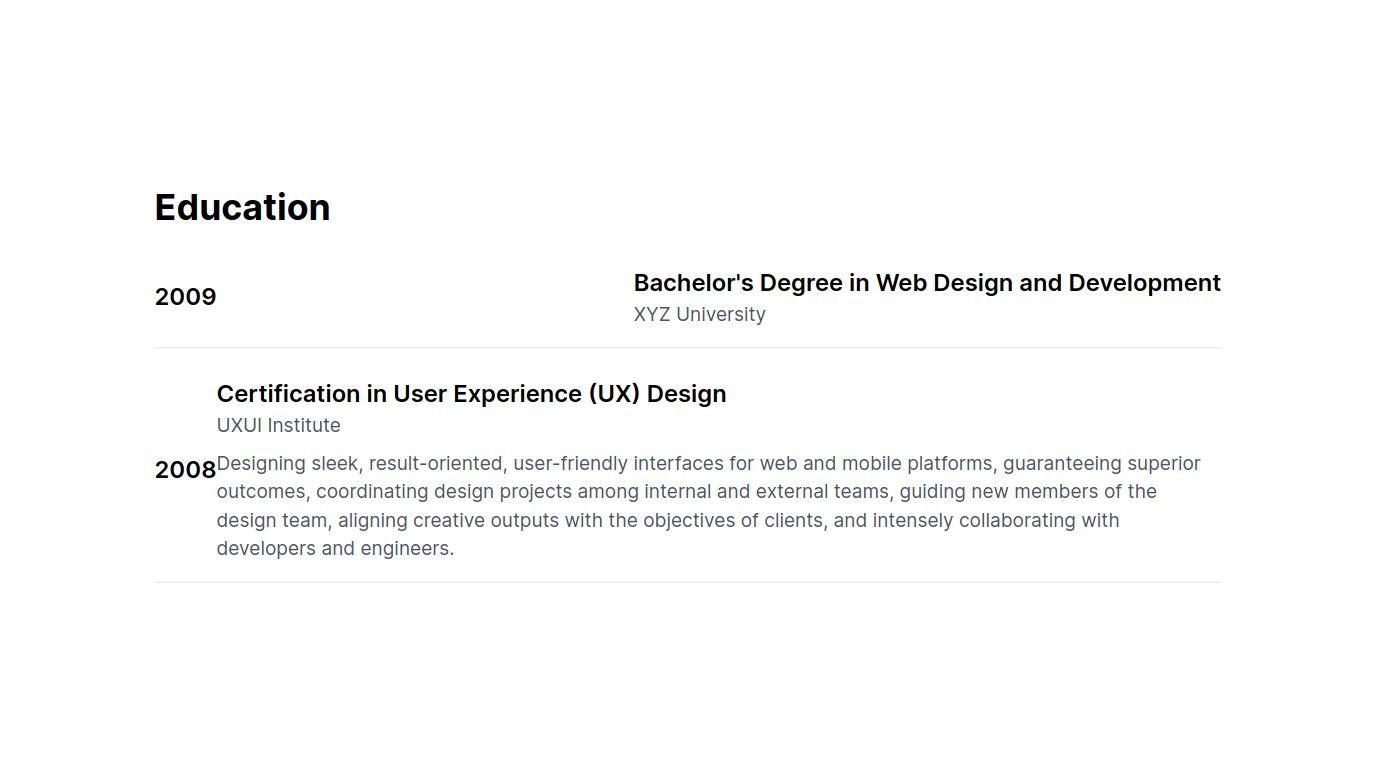 Education
2009
Bachelor's Degree in Web Design and Development
XYZ University
Certification in User Experience (UX) Design
UXUI Institute
2008
Designing sleek, result-oriented, user-friendly interfaces for web and mobile platforms, guaranteeing superior
outcomes, coordinating design projects among internal and external teams, guiding new members of the
design team, aligning creative outputs with the objectives of clients, and intensely collaborating with
developers and engineers.